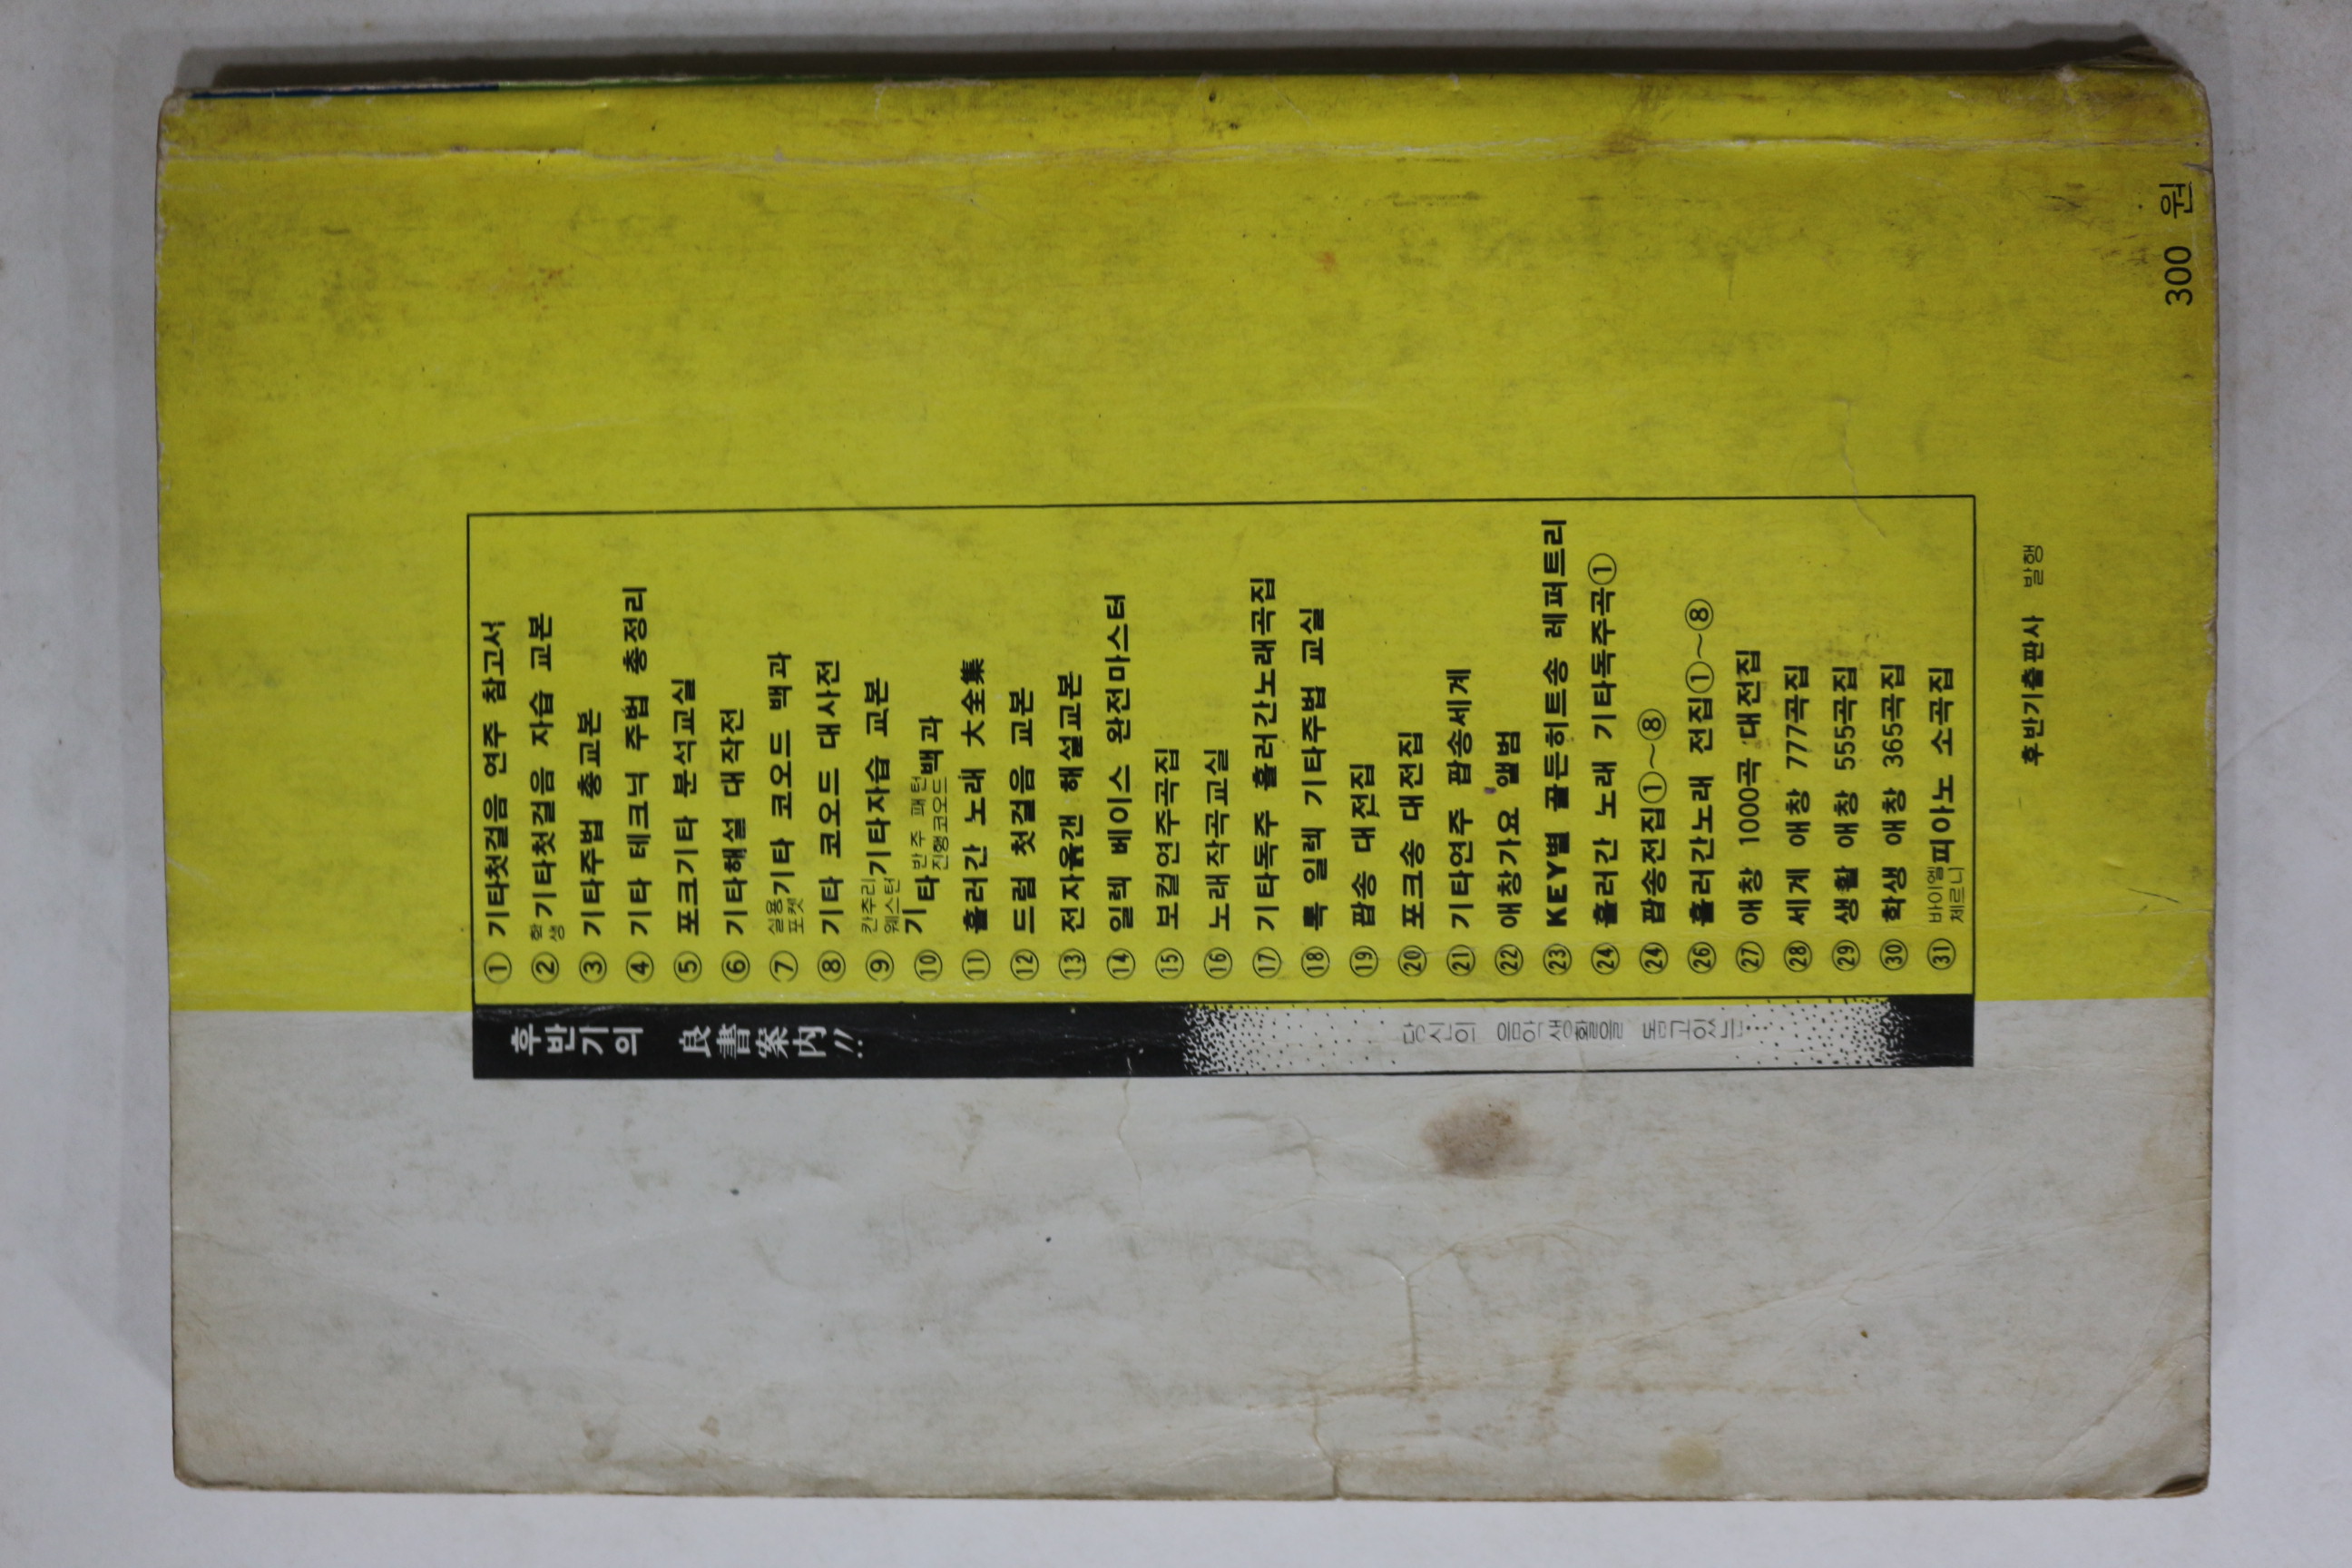 후반기의 良書案内!!
당신의 음악생활을 돕고있는
① 기타첫걸음 연주 참고서
② 학생 기타첫걸음 자습 교본
③ 기타주법 총교본
④ 기타 테크닉 주법 총정리
⑤ 포크기타 분석교실
⑥ 기타해설 대작전
⑦ 실용포켓 기타 코오드 백과
⑧ 기타 코오드 대사전
⑨ 칸추리웨스턴 기타자습 교본
⑩ 기타 반주 패턴 진행코오드 백과
⑪ 흘러간 노래 大全集
⑫ 드럼 첫걸음 교본
⑬ 전자옭갠 해설교본
⑭ 일렉 베이스 완전마스터
⑮ 보컬연주곡집
⑯ 노래작곡교실
⑰ 기타독주 흘러간노래곡집
⑱ 록 일렉 기타주법 교실
⑲ 팝송 대전집
⑳ 포크송 대전집
㉑ 기타연주 팝송세계
㉒ 애창가요 앨범
㉓ KEY별 골든히트송 레퍼트리
㉔ 흘러간 노래 기타독주곡①
㉔ 팝송전집①~⑧
㉖ 흘러간노래 전집①~⑧
㉗ 애창 1000곡 대전집
㉘ 세계 애창 777곡집
㉙ 생활 애창 555곡집
㉚ 학생 애창 365곡집
㉛ 바이엘체르니 피아노 소곡집
후반기출판사 발행
300 원